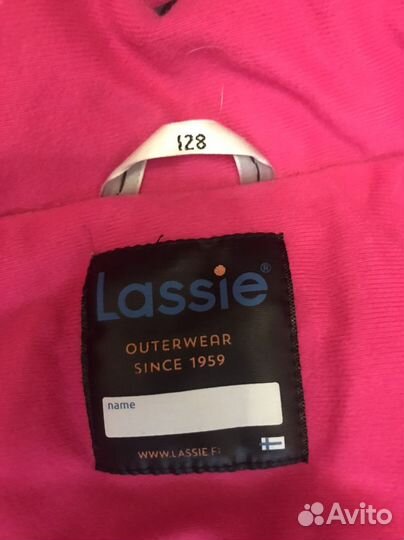 128
Lassie®
OUTERWEAR
SINCE 1959
name
WWW.LASSIE.FI
Avito